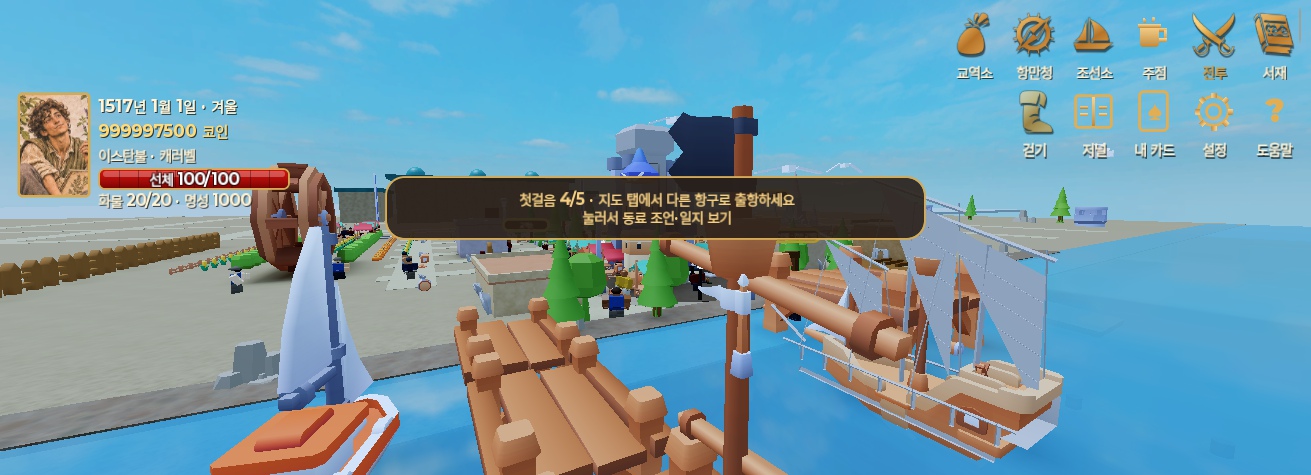 교역소 항만청 조선소 주점 전투 서재
걷기 저널 내 카드 설정 도움말
1517년 1월 1일 · 겨울
999997500 코인
이스탄불 · 캐러벨
선체 100/100
화물 20/20 · 명성 1000
첫걸음 4/5 · 지도 탭에서 다른 항구로 출항하세요
눌러서 동료 조언·일지 보기